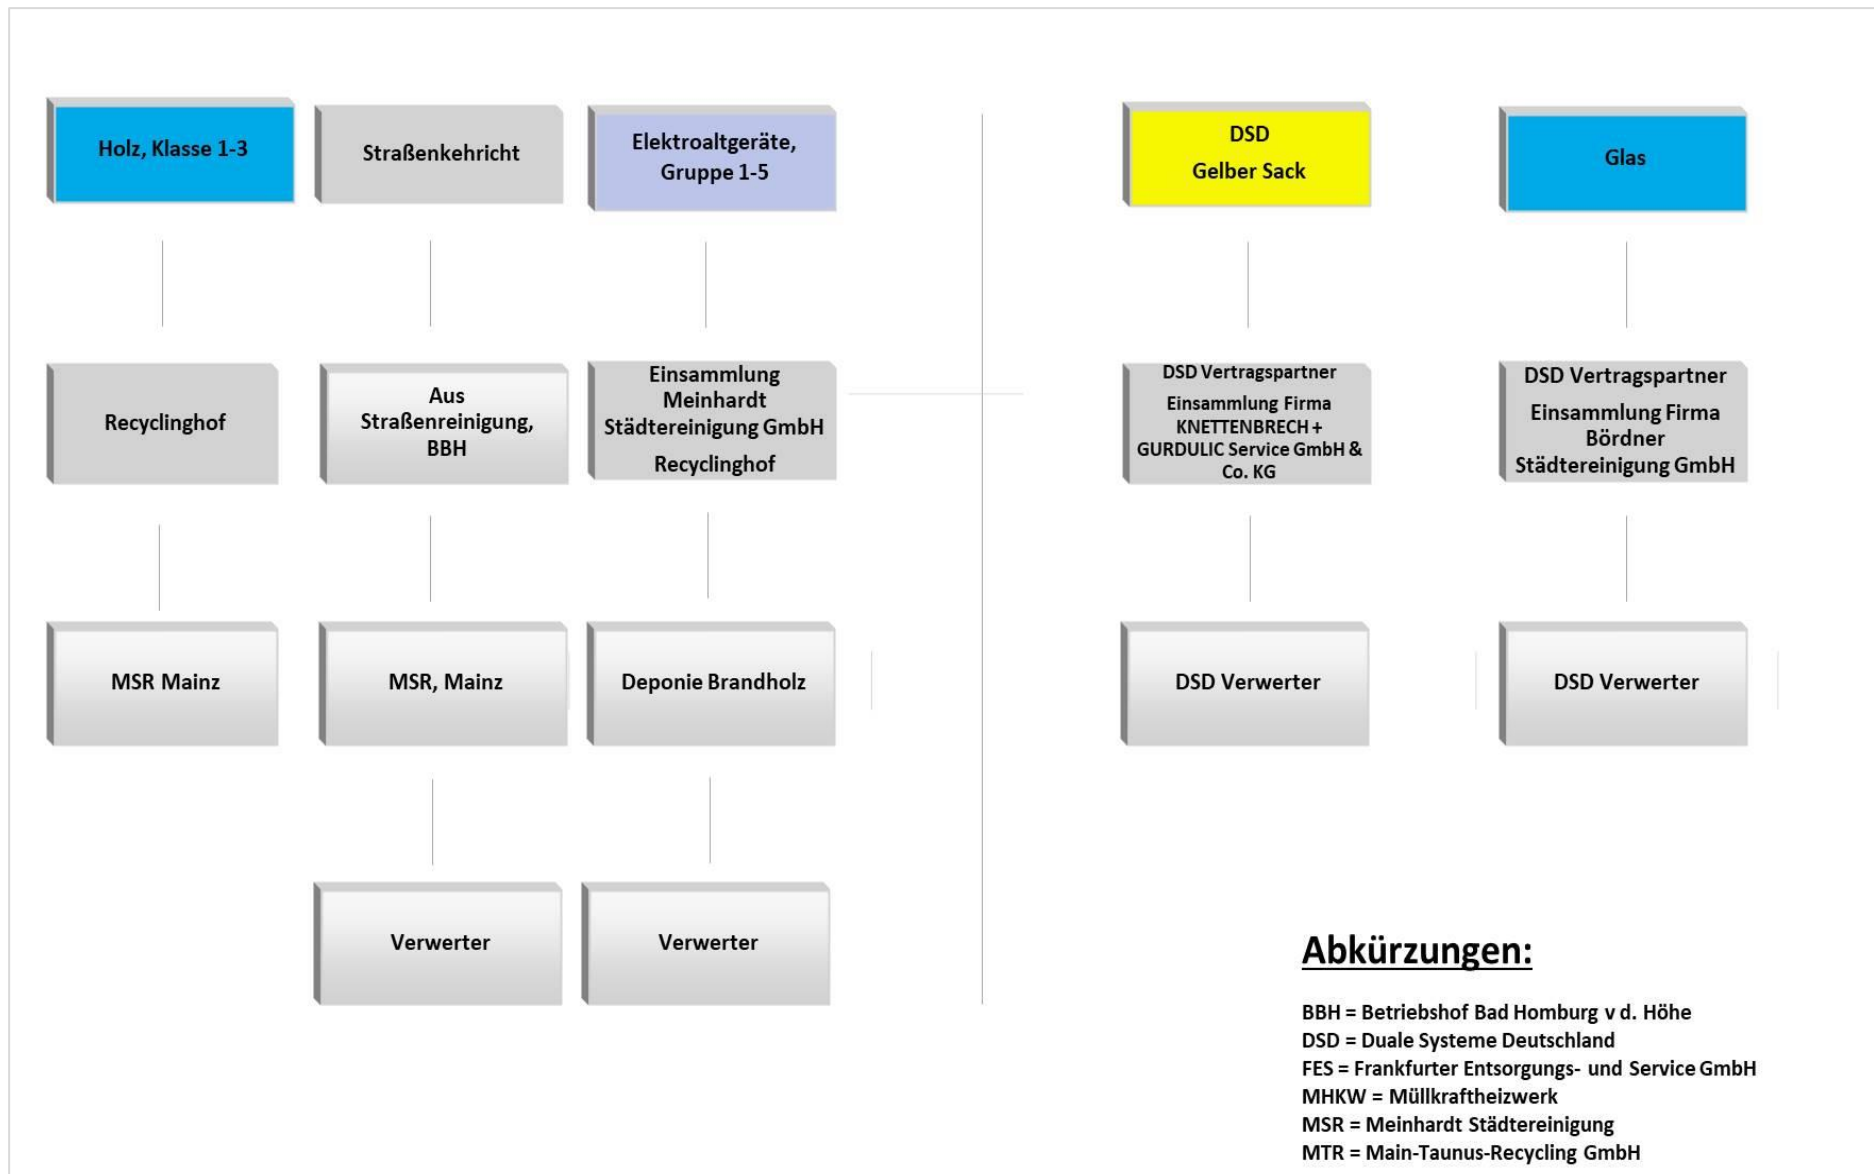 Holz, Klasse 1-3
Straßenkehricht
Elektroaltgeräte,
Gruppe 1-5
DSD
Gelber Sack
Glas
Recyclinghof
Aus
Straßenreinigung,
BBH
Einsammlung
Meinhardt
Städtereinigung GmbH
Recyclinghof
DSD Vertragspartner
Einsammlung Firma
KNETTENBRECH +
GURDULIC Service GmbH &
Co. KG
DSD Vertragspartner
Einsammlung Firma
Bördner
Städtereinigung GmbH
MSR Mainz
MSR, Mainz
Deponie Brandholz
DSD Verwerter
DSD Verwerter
Verwerter
Verwerter
Abkürzungen:
BBH = Betriebshof Bad Homburg v d. Höhe
DSD = Duale Systeme Deutschland
FES = Frankfurter Entsorgungs- und Service GmbH
MHKW = Müllkraftheizwerk
MSR = Meinhardt Städtereinigung
MTR = Main-Taunus-Recycling GmbH